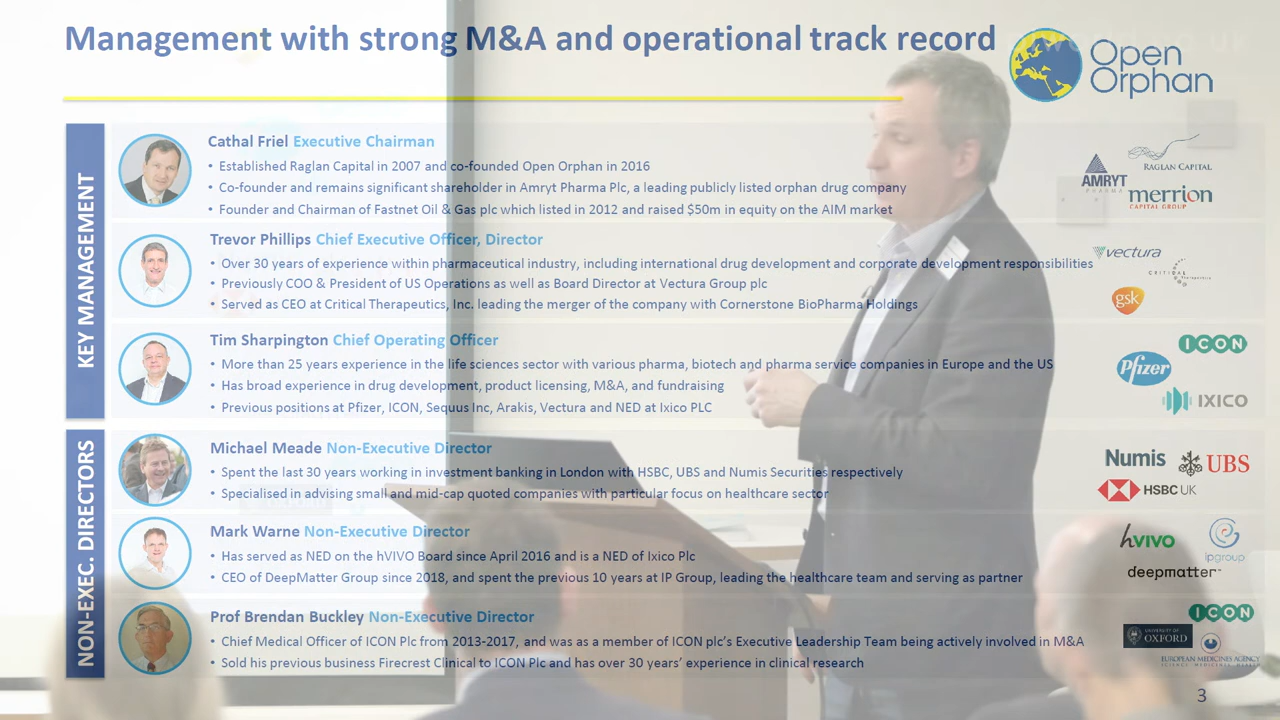 Management with strong M&A and operational track record
Open
Orphan
KEY MANAGEMENT
Cathal Friel Executive Chairman
• Established Raglan Capital in 2007 and co-founded Open Orphan in 2016
• Co-founder and remains significant shareholder in Amryt Pharma Plc, a leading publicly listed orphan drug company
• Founder and Chairman of Fastnet Oil & Gas plc which listed in 2012 and raised $50m in equity on the AIM market
RAGLAN CAPITAL
AMRYT
PHARMA
merrion
CAPITAL GROUP
Trevor Phillips Chief Executive Officer, Director
• Over 30 years of experience within pharmaceutical industry, including international drug development and corporate development responsibilities
• Previously COO & President of US Operations as well as Board Director at Vectura Group plc
• Served as CEO at Critical Therapeutics, Inc. leading the merger of the company with Cornerstone BioPharma Holdings
vectura
CRITICAL
gsk
Tim Sharpington Chief Operating Officer
• More than 25 years experience in the life sciences sector with various pharma, biotech and pharma service companies in Europe and the US
• Has broad experience in drug development, product licensing, M&A, and fundraising
• Previous positions at Pfizer, ICON, Sequus Inc, Arakis, Vectura and NED at Ixico PLC
ICON
Pfizer
IXICO
NON-EXEC. DIRECTORS
Michael Meade Non-Executive Director
• Spent the last 30 years working in investment banking in London with HSBC, UBS and Numis Securities respectively
• Specialised in advising small and mid-cap quoted companies with particular focus on healthcare sector
Numis
UBS
HSBC UK
Mark Warne Non-Executive Director
• Has served as NED on the hVIVO Board since April 2016 and is a NED of Ixico Plc
• CEO of DeepMatter Group since 2018, and spent the previous 10 years at IP Group, leading the healthcare team and serving as partner
hvivo
ipgroup
deepmatter™
Prof Brendan Buckley Non-Executive Director
• Chief Medical Officer of ICON Plc from 2013-2017, and was as a member of ICON plc's Executive Leadership Team being actively involved in M&A
• Sold his previous business Firecrest Clinical to ICON Plc and has over 30 years' experience in clinical research
ICON
UNIVERSITY OF
OXFORD
EUROPEAN MEDICINES AGENCY
SCIENCE MEDICINES HEALTH
3